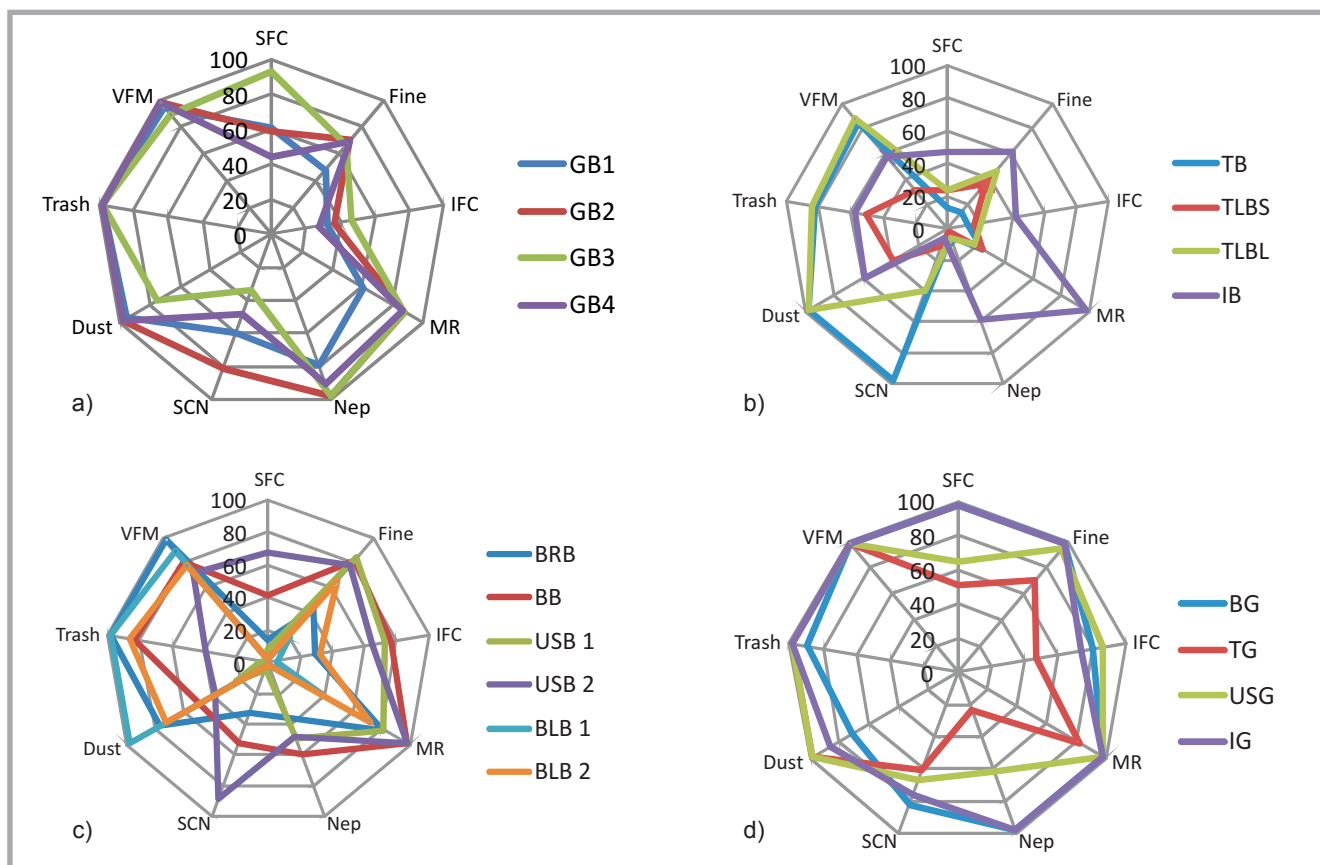 SFC
100
80
60
40
20
0
Fine
IFC
MR
Nep
SCN
Dust
Trash
VFM
GB1
GB2
GB3
GB4
a)
SFC
100
80
60
40
20
0
Fine
IFC
MR
Nep
SCN
Dust
Trash
VFM
TB
TLBS
TLBL
IB
b)
SFC
100
80
60
40
20
0
Fine
IFC
MR
Nep
SCN
Dust
Trash
VFM
BRB
BB
USB 1
USB 2
BLB 1
BLB 2
c)
SFC
100
80
60
40
20
0
Fine
IFC
MR
Nep
SCN
Dust
Trash
VFM
BG
TG
USG
IG
d)